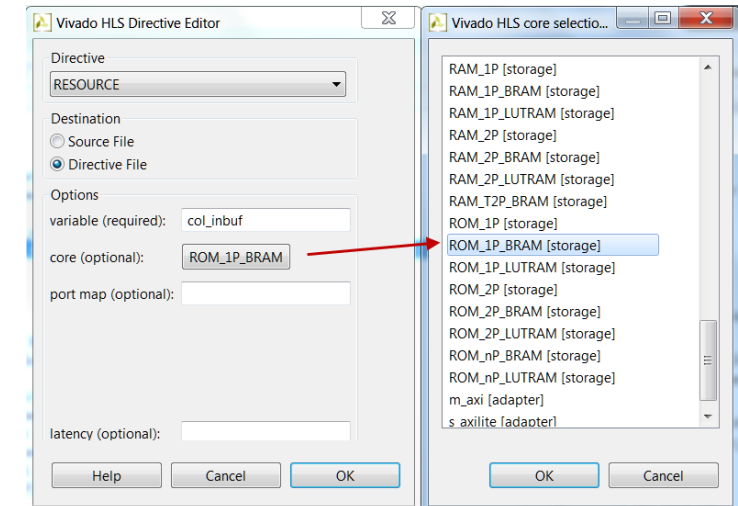 Vivado HLS Directive Editor
Directive
RESOURCE
Destination
Source File
Directive File
Options
variable (required): col_inbuf
core (optional): ROM_1P_BRAM
port map (optional):
latency (optional):
Help Cancel OK
Vivado HLS core selectio...
RAM_1P [storage]
RAM_1P_BRAM [storage]
RAM_1P_LUTRAM [storage]
RAM_2P [storage]
RAM_2P_BRAM [storage]
RAM_2P_LUTRAM [storage]
RAM_T2P_BRAM [storage]
ROM_1P [storage]
ROM_1P_BRAM [storage]
ROM_1P_LUTRAM [storage]
ROM_2P [storage]
ROM_2P_BRAM [storage]
ROM_2P_LUTRAM [storage]
ROM_nP_BRAM [storage]
ROM_nP_LUTRAM [storage]
m_axi [adapter]
s_axilite [adapter]
OK Cancel